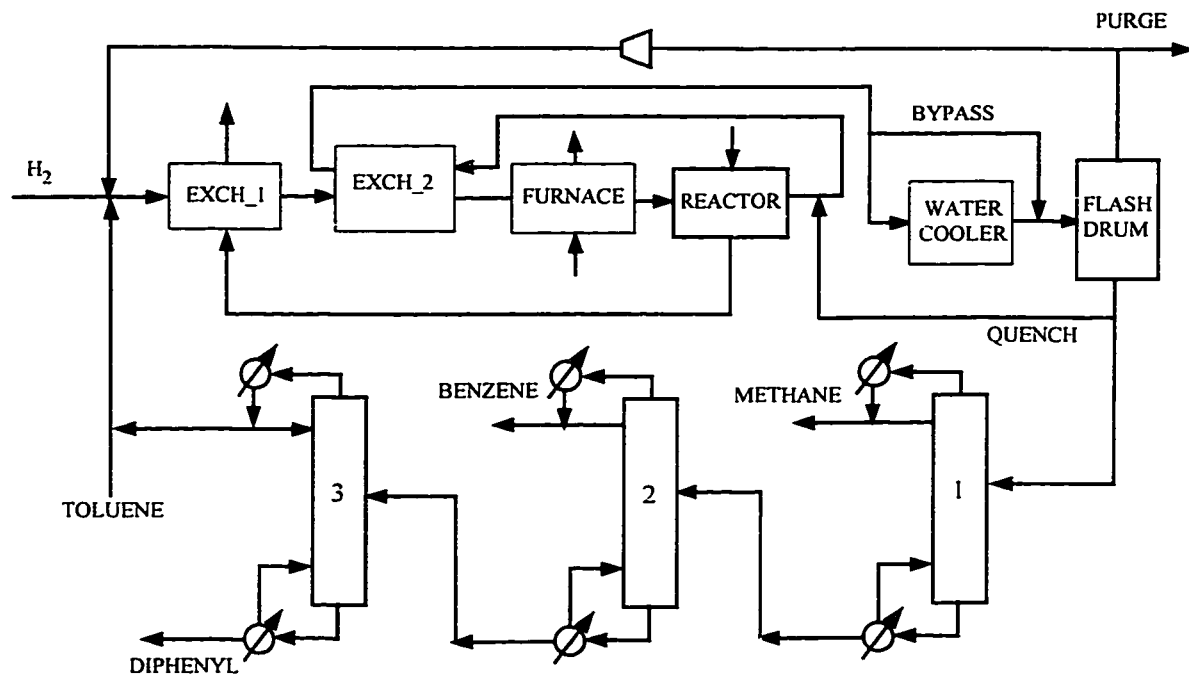 PURGE
BYPASS
H₂
EXCH_1
EXCH_2
FURNACE
REACTOR
WATER
COOLER
FLASH
DRUM
QUENCH
BENZENE
METHANE
3
2
1
TOLUENE
DIPHENYL